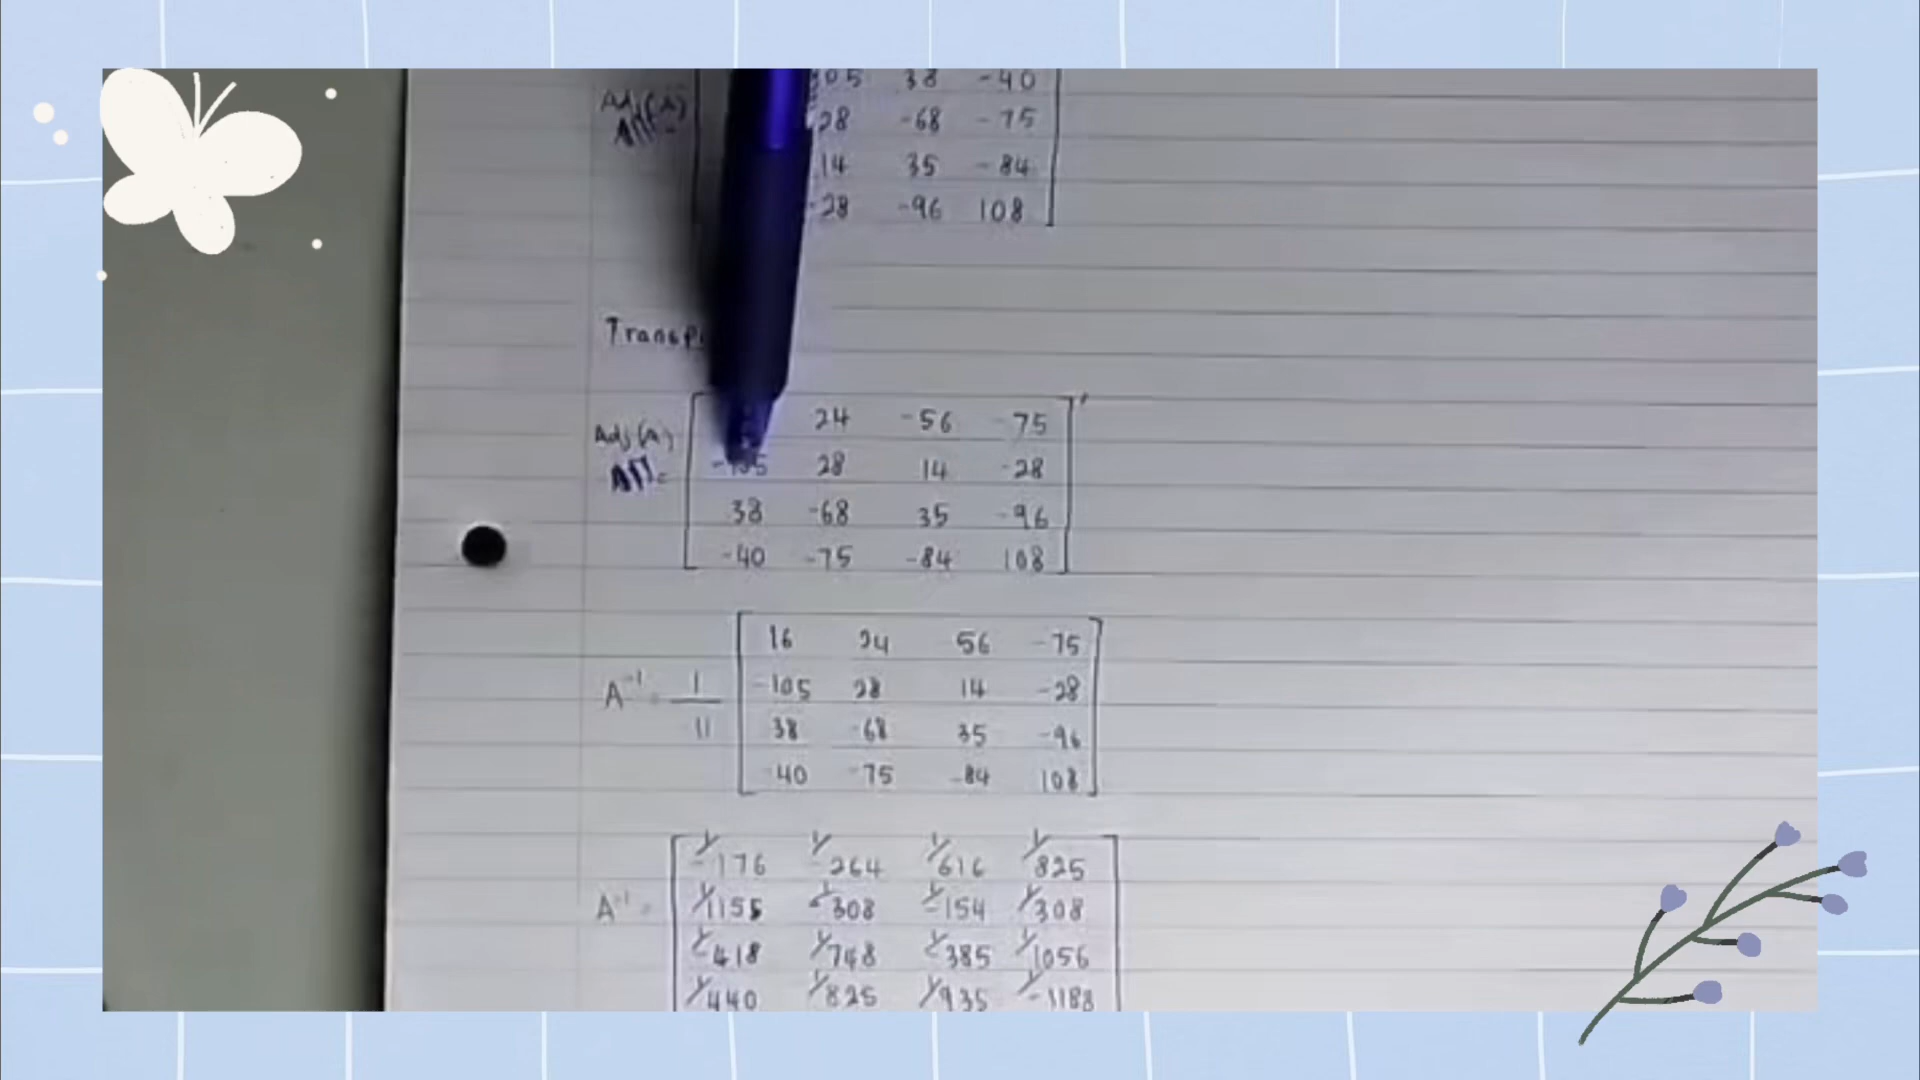 Adj(A) 38 -40
28 -68 -75
14 35 -84
-28 -96 108
Adj(A) 24 -56 -75
28 14 -28
38 -68 35 -96
-40 -75 -84 108
16 24 56 -75
-105 28 14 -28
A⁻¹ = 1/-11
38 -68 35 -96
-40 -75 -84 108
1/-176 1/-264 1/616 1/825
A⁻¹ = 1/1155 1/-308 1/-154 1/308
1/-418 1/748 1/-385 1/1056
1/440 1/825 1/935 1/-1188